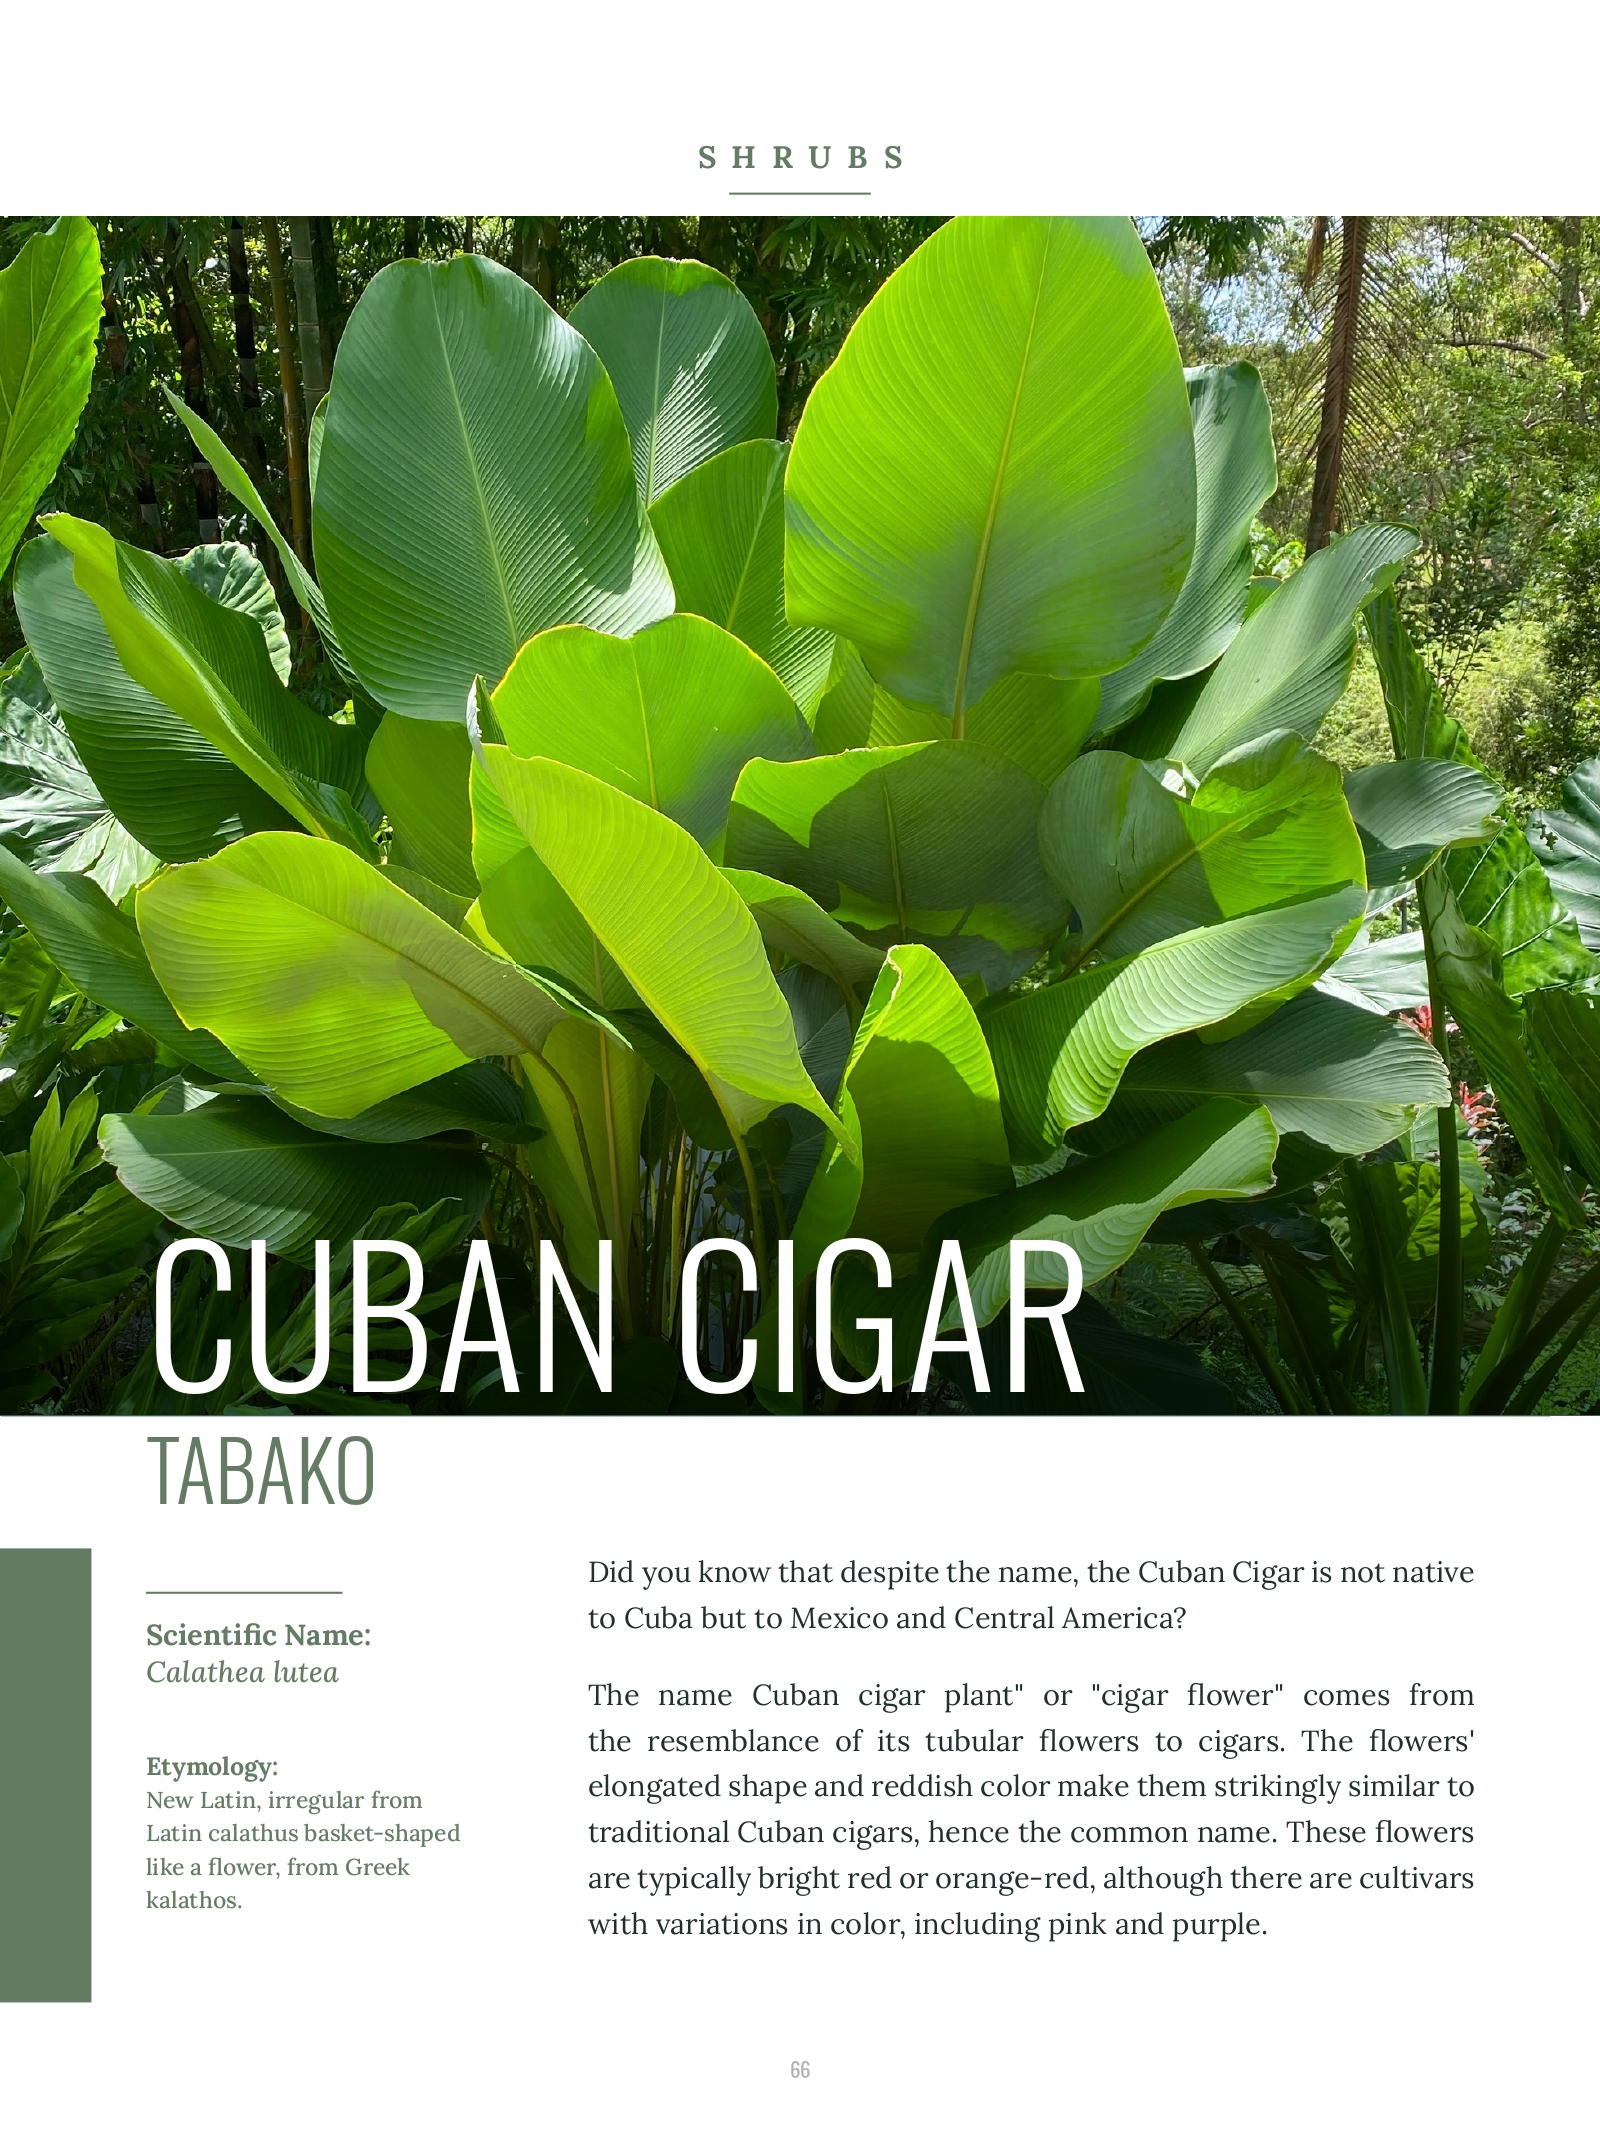 SHRUBS
CUBAN CIGAR
TABAKO
Scientific Name:
Calathea lutea
Etymology:
New Latin, irregular from
Latin calathus basket-shaped
like a flower, from Greek
kalathos.
Did you know that despite the name, the Cuban Cigar is not native
to Cuba but to Mexico and Central America?
The name Cuban cigar plant" or "cigar flower" comes from
the resemblance of its tubular flowers to cigars. The flowers'
elongated shape and reddish color make them strikingly similar to
traditional Cuban cigars, hence the common name. These flowers
are typically bright red or orange-red, although there are cultivars
with variations in color, including pink and purple.
66